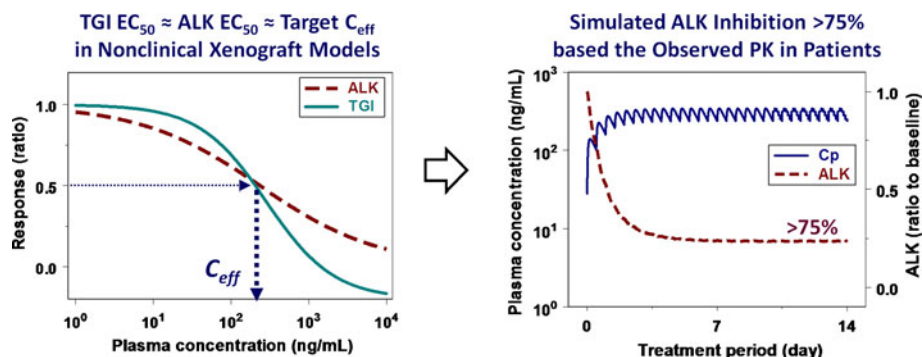 TGI EC50 ≈ ALK EC50 ≈ Target Ceff
in Nonclinical Xenograft Models
ALK
TGI
1.0
0.5
0.0
Response (ratio)
Ceff
10^0
10^1
10^2
10^3
10^4
Plasma concentration (ng/mL)
Simulated ALK Inhibition >75%
based the Observed PK in Patients
10^3
10^2
10^1
10^0
Plasma concentration (ng/mL)
Cp
ALK
>75%
1.0
0.5
0.0
ALK (ratio to baseline)
0
7
14
Treatment period (day)